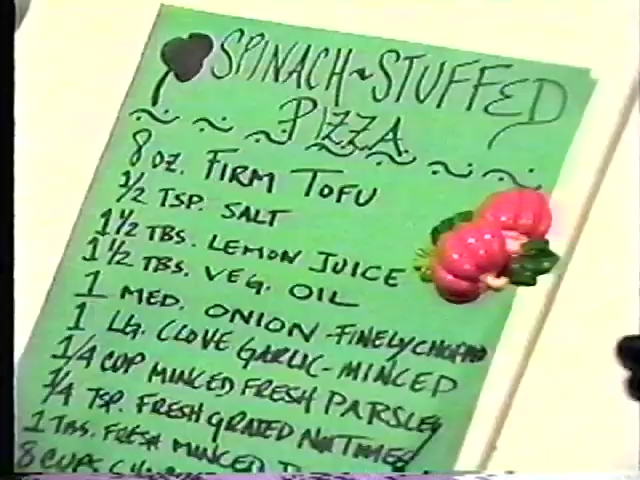 SPINACH~STUFFED
PIZZA
8 OZ. FIRM TOFU
1/2 TSP. SALT
1 1/2 TBS. LEMON JUICE
1 1/2 TBS. VEG. OIL
1 MED. ONION-FINELY CHOPPED
1 LG. CLOVE GARLIC-MINCED
1/4 CUP MINCED FRESH PARSLEY
1/4 TSP. FRESH GRATED NUTMEG
1 TBS. FRESH MINCED
8 CUPS